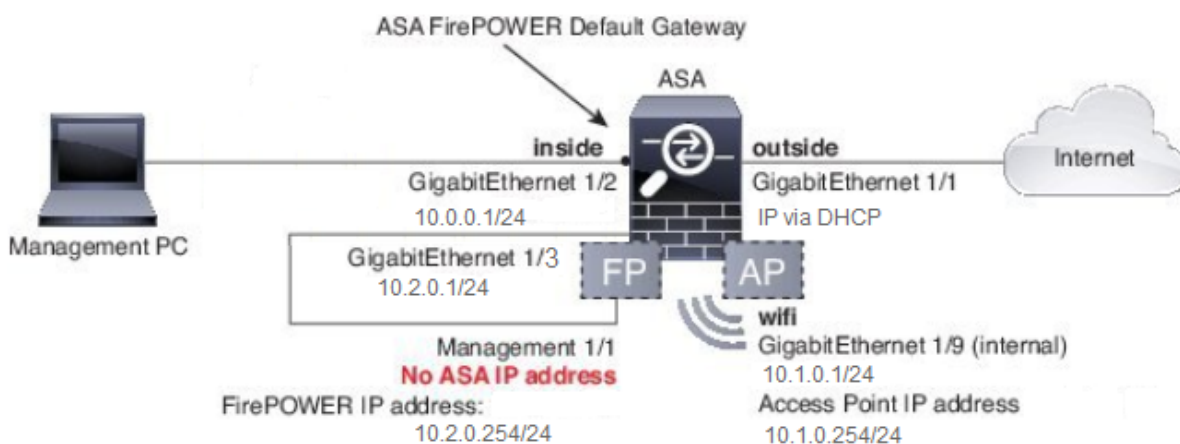 ASA FirePOWER Default Gateway
ASA
inside
outside
Internet
GigabitEthernet 1/2
GigabitEthernet 1/1
10.0.0.1/24
IP via DHCP
Management PC
GigabitEthernet 1/3
10.2.0.1/24
FP
AP
wifi
Management 1/1
GigabitEthernet 1/9 (internal)
No ASA IP address
10.1.0.1/24
FirePOWER IP address:
Access Point IP address
10.2.0.254/24
10.1.0.254/24